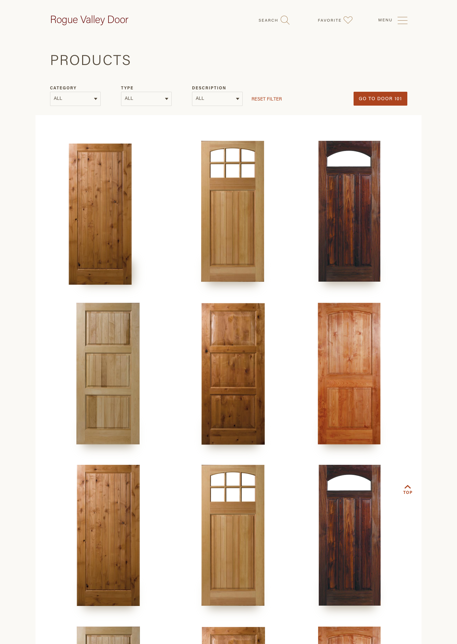 Rogue Valley Door
SEARCH
FAVORITE
MENU
PRODUCTS
CATEGORY
TYPE
DESCRIPTION
ALL
ALL
ALL
RESET FILTER
GO TO DOOR 101
TOP